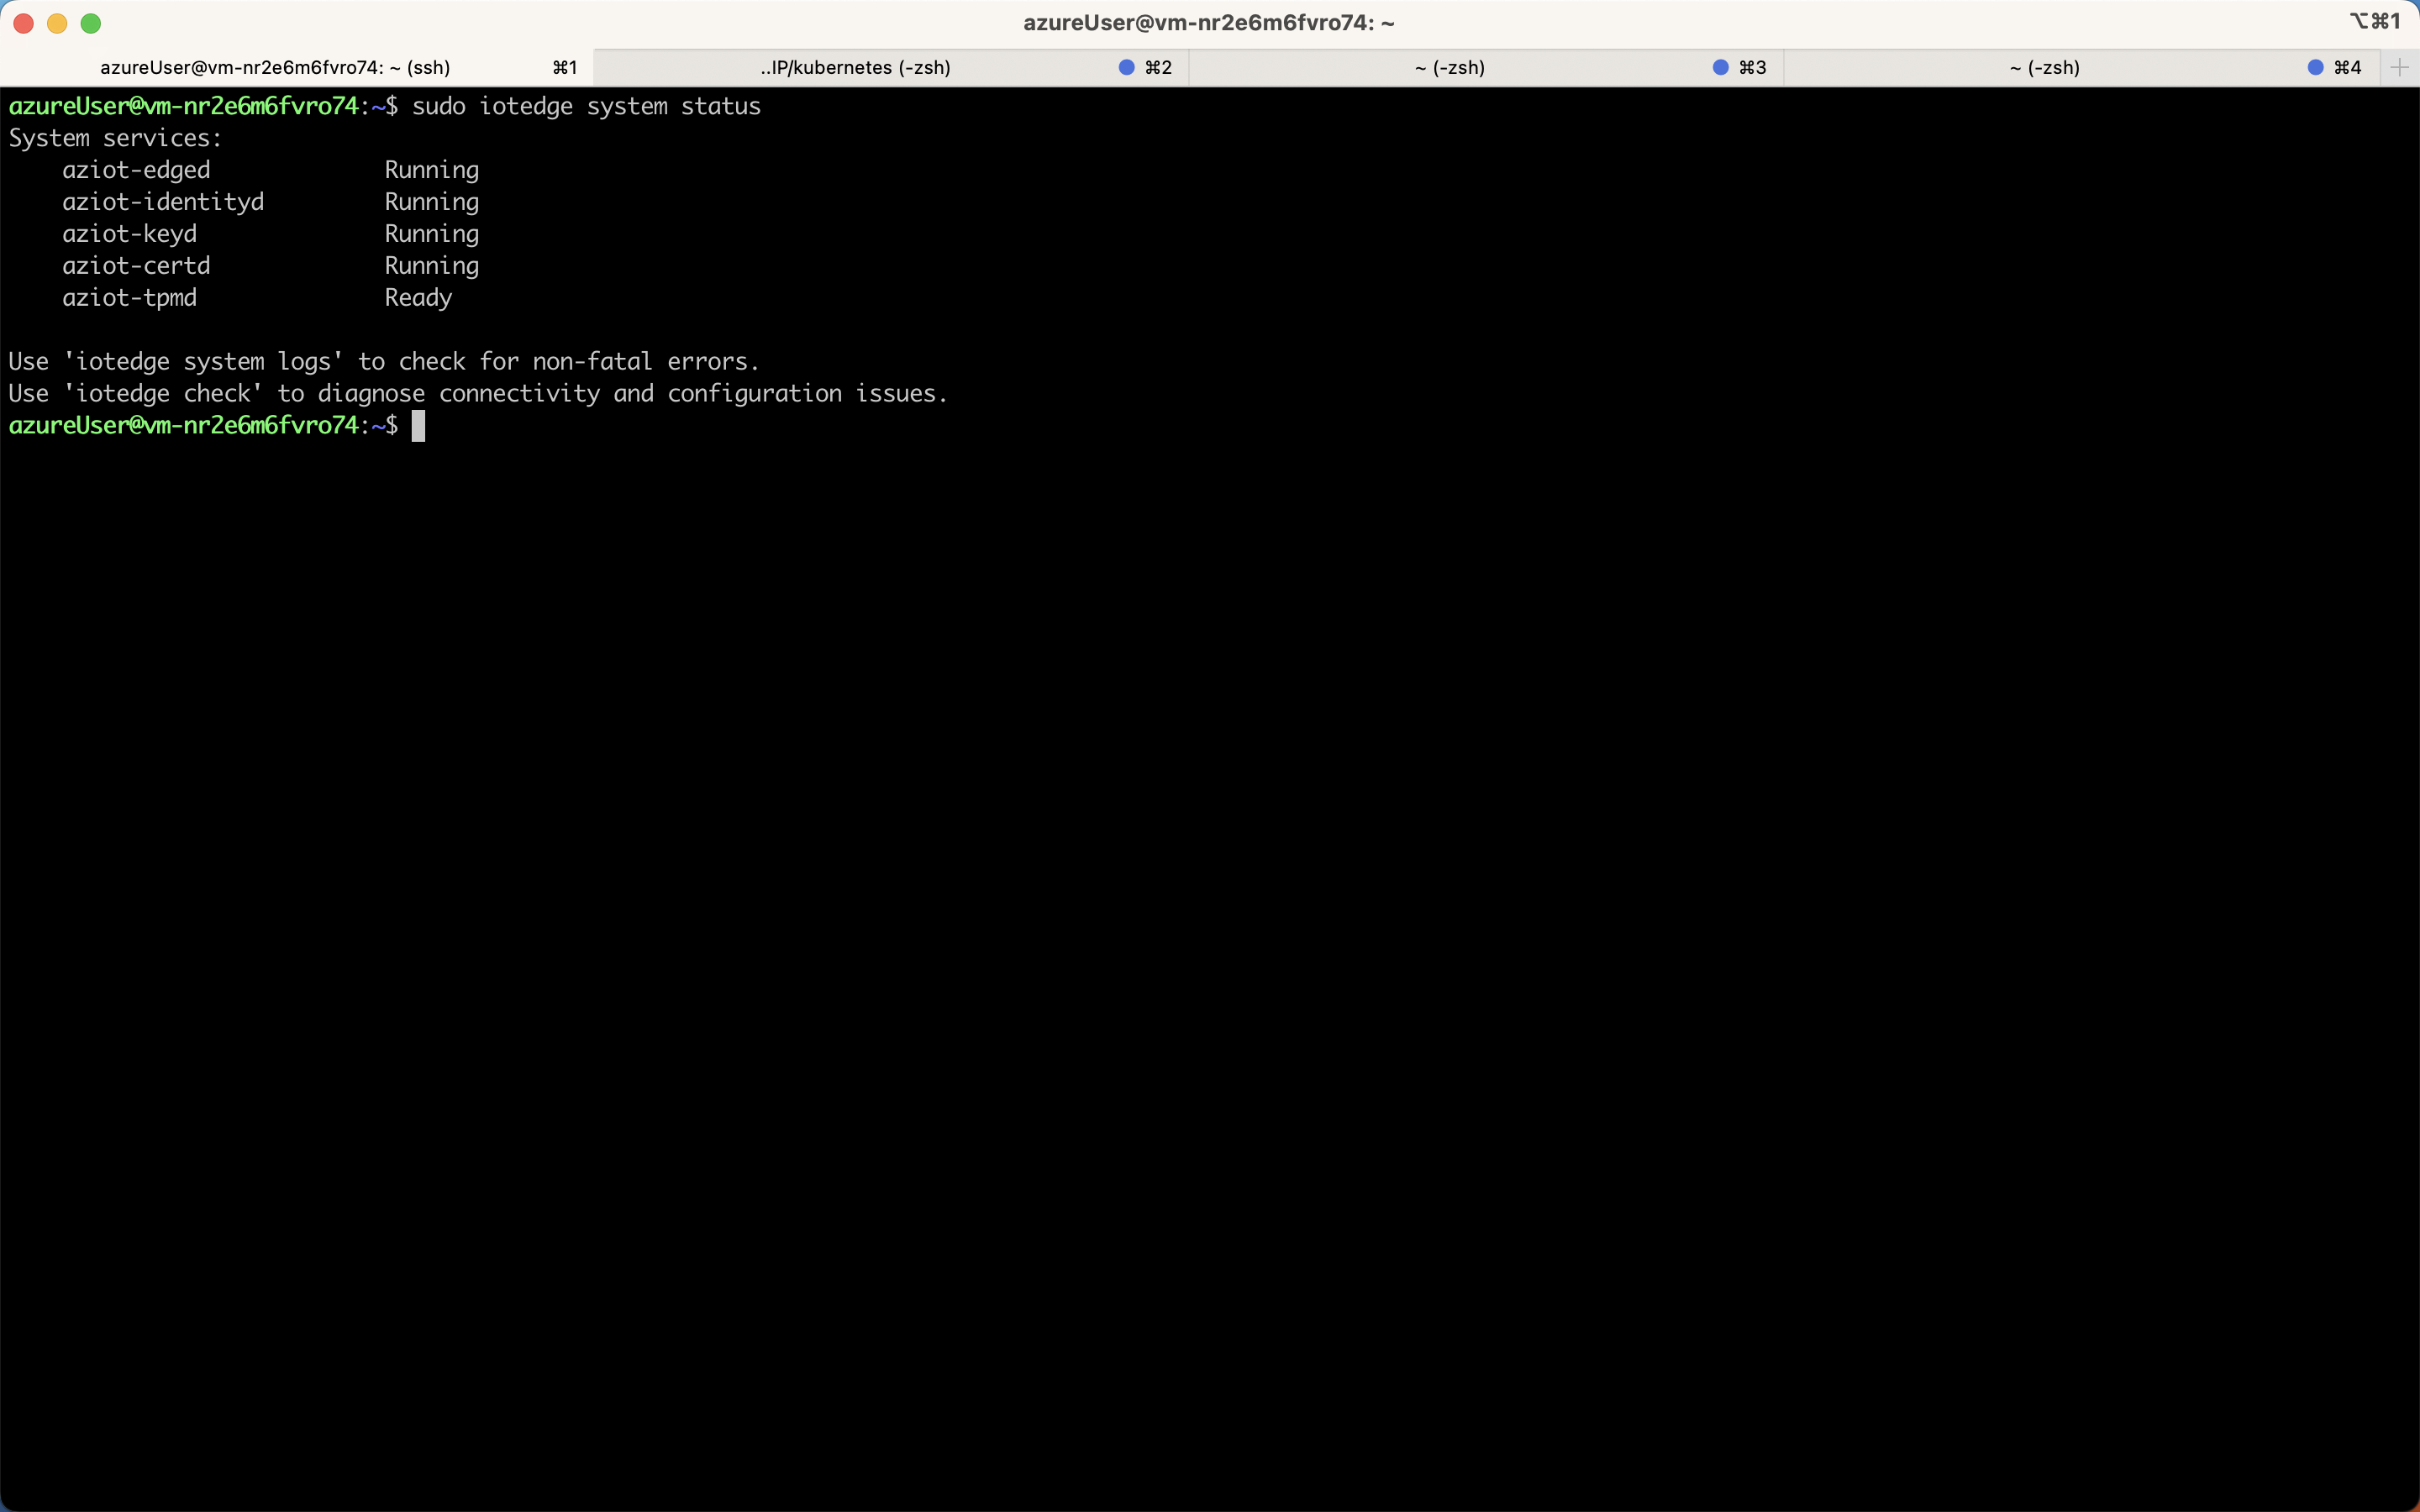 azureUser@vm-nr2e6m6fvro74: ~
⌥⌘1
azureUser@vm-nr2e6m6fvro74: ~ (ssh) ⌘1
..IP/kubernetes (-zsh) ⌘2
~ (-zsh) ⌘3
~ (-zsh) ⌘4
azureUser@vm-nr2e6m6fvro74:~$ sudo iotedge system status
System services:
    aziot-edged             Running
    aziot-identityd         Running
    aziot-keyd              Running
    aziot-certd             Running
    aziot-tpmd              Ready
Use 'iotedge system logs' to check for non-fatal errors.
Use 'iotedge check' to diagnose connectivity and configuration issues.
azureUser@vm-nr2e6m6fvro74:~$